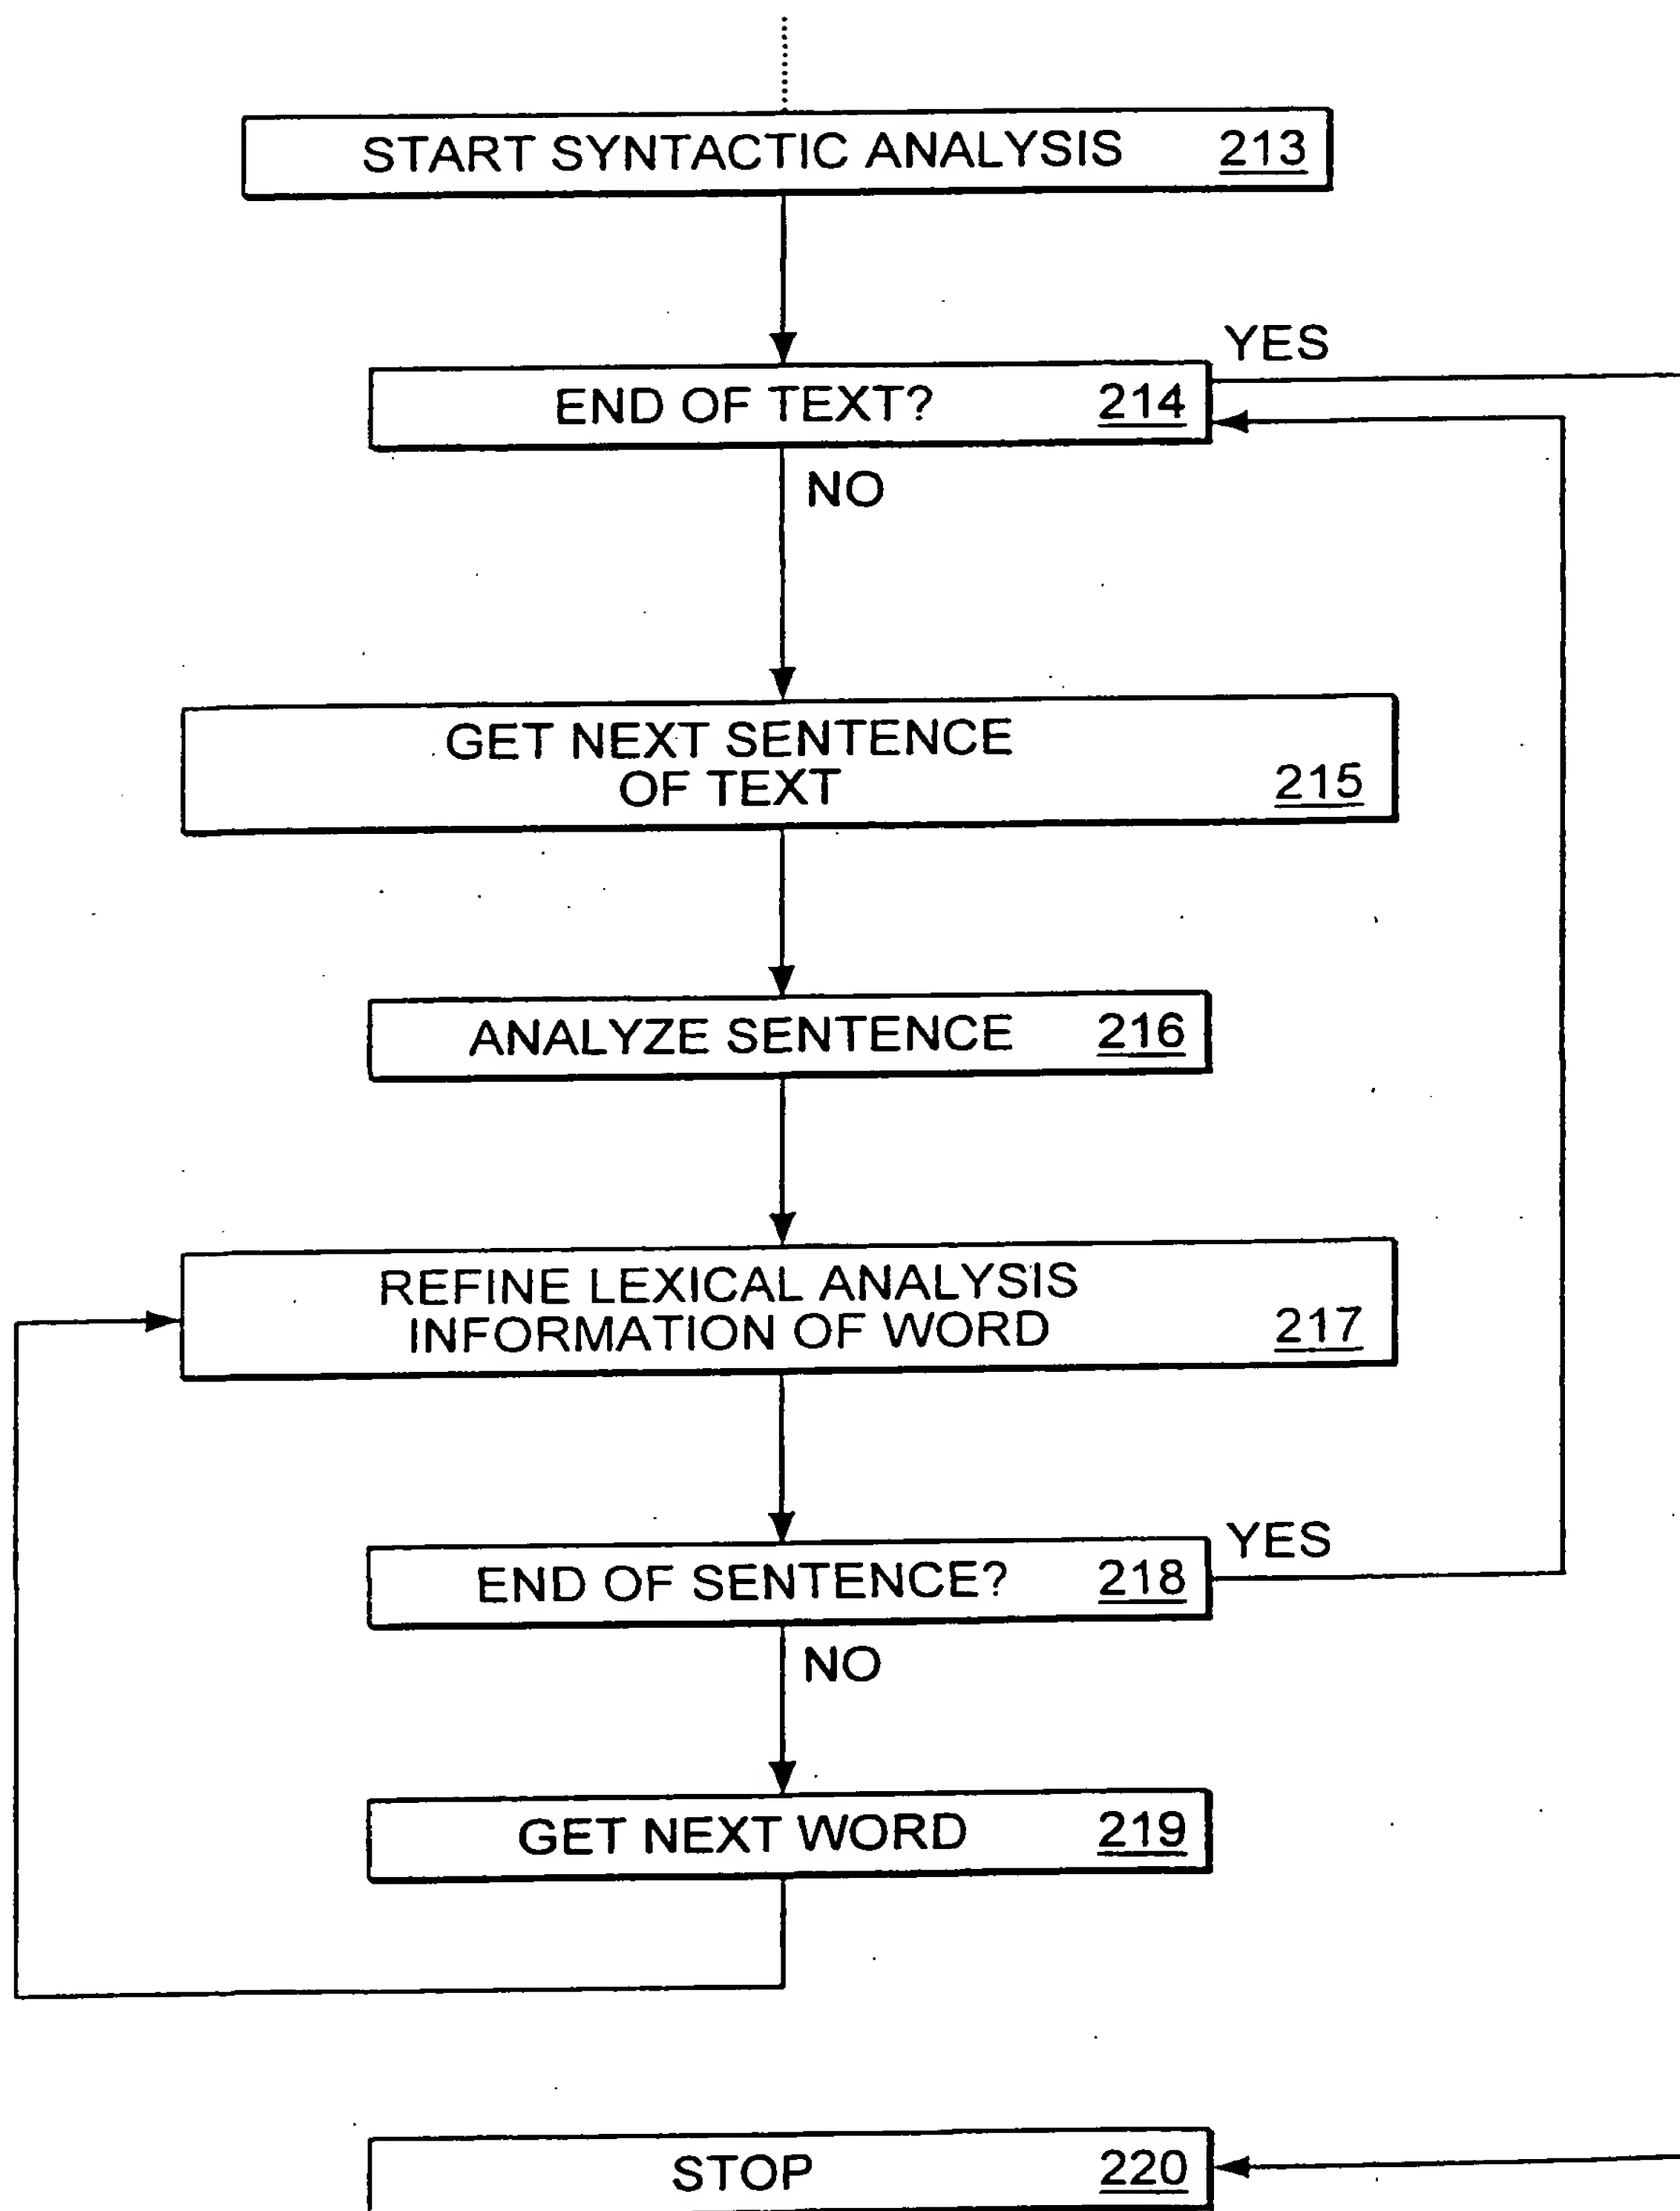 START SYNTACTIC ANALYSIS 213
END OF TEXT? 214
YES
NO
GET NEXT SENTENCE
OF TEXT 215
ANALYZE SENTENCE 216
REFINE LEXICAL ANALYSIS
INFORMATION OF WORD 217
END OF SENTENCE? 218
YES
NO
GET NEXT WORD 219
STOP 220